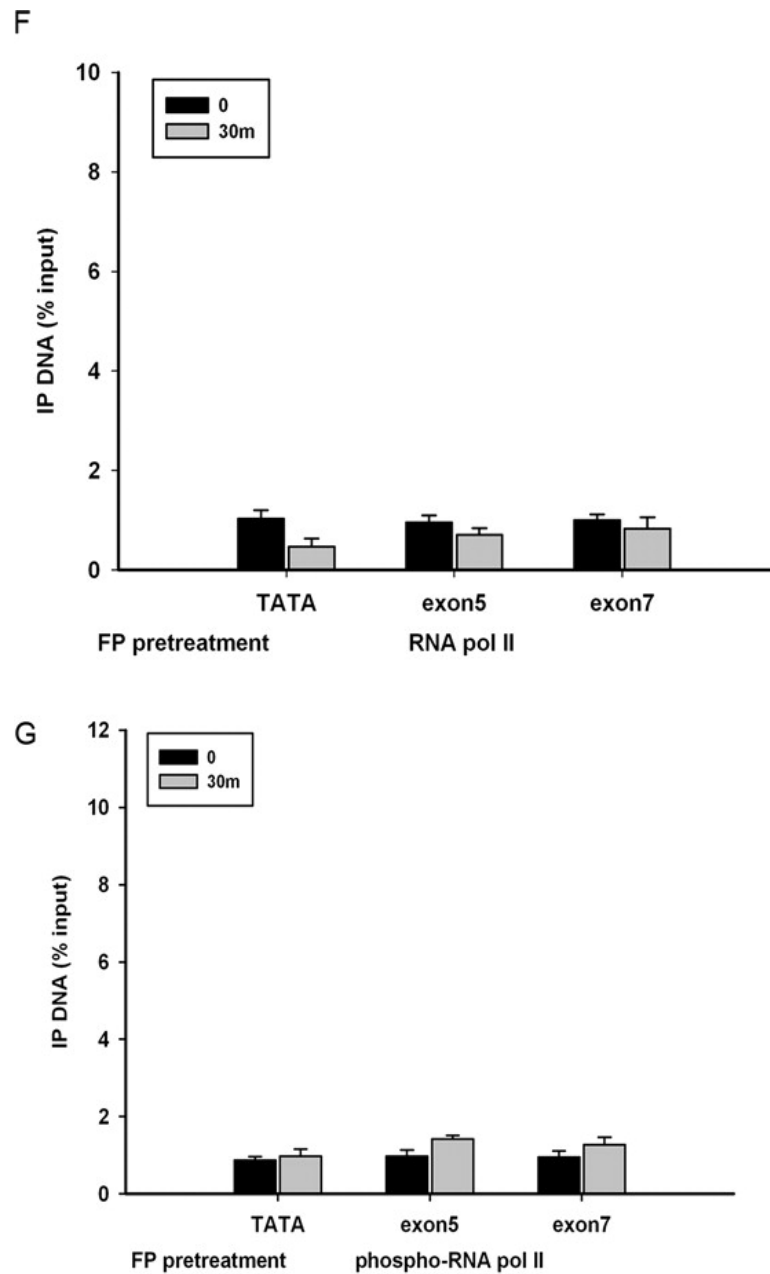 F
10
8
6
4
2
0
IP DNA (% input)
0
30m
TATA exon5 exon7
FP pretreatment RNA pol II
G
12
10
8
6
4
2
0
IP DNA (% input)
0
30m
TATA exon5 exon7
FP pretreatment phospho-RNA pol II